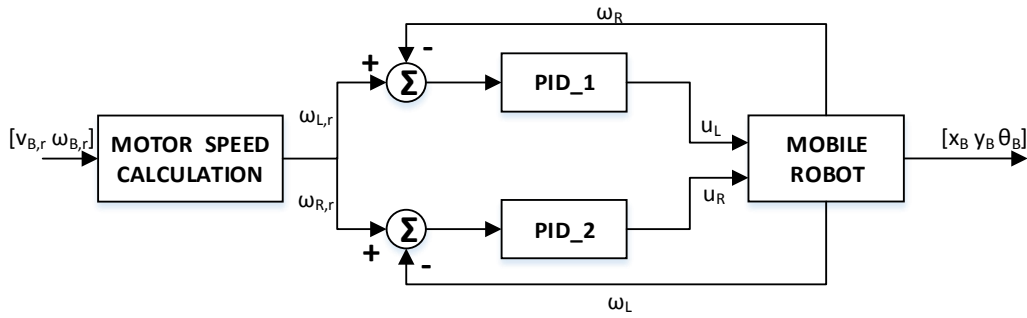 ω_R
-
+
Σ
PID_1
ω_L,r
u_L
[v_B,r ω_B,r]
MOTOR SPEED
CALCULATION
MOBILE
ROBOT
[x_B y_B θ_B]
ω_R,r
u_R
Σ
PID_2
+
-
ω_L